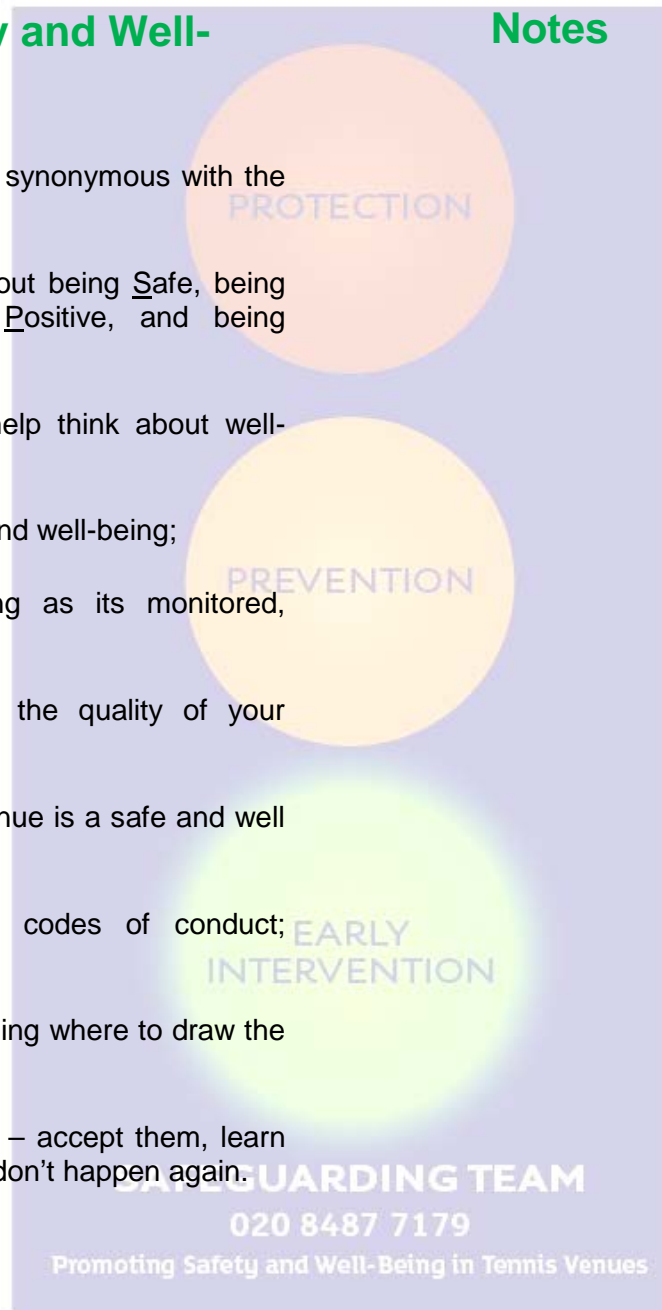 y and Well-
Notes
synonymous with the
PROTECTION
out being Safe, being
Positive, and being
help think about well-
nd well-being;
PREVENTION
ng as its monitored,
the quality of your
nue is a safe and well
codes of conduct;
EARLY
INTERVENTION
ing where to draw the
– accept them, learn
don't happen again.
SAFEGUARDING TEAM
020 8487 7179
Promoting Safety and Well-Being in Tennis Venues